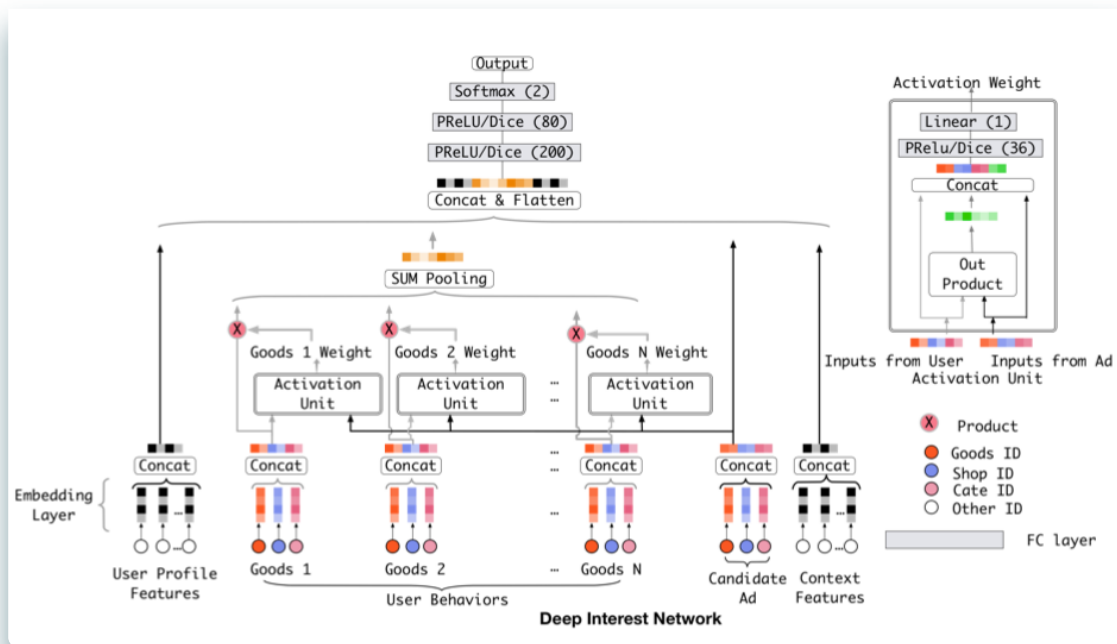 Output
Softmax (2)
PReLU/Dice (80)
PReLU/Dice (200)
Concat & Flatten
SUM Pooling
X
X
X
Goods 1 Weight
Goods 2 Weight
Goods N Weight
Activation
Unit
Activation
Unit
...
...
Activation
Unit
Concat
Concat
Concat
...
...
Concat
Concat
Concat
Embedding
Layer
...
...
...
...
...
User Profile
Features
Goods 1
Goods 2
...
Goods N
User Behaviors
Candidate
Ad
Context
Features
Deep Interest Network
Activation Weight
Linear (1)
PRelu/Dice (36)
Concat
Out
Product
Inputs from User
Inputs from Ad
Activation Unit
X
Product
Goods ID
Shop ID
Cate ID
Other ID
FC layer